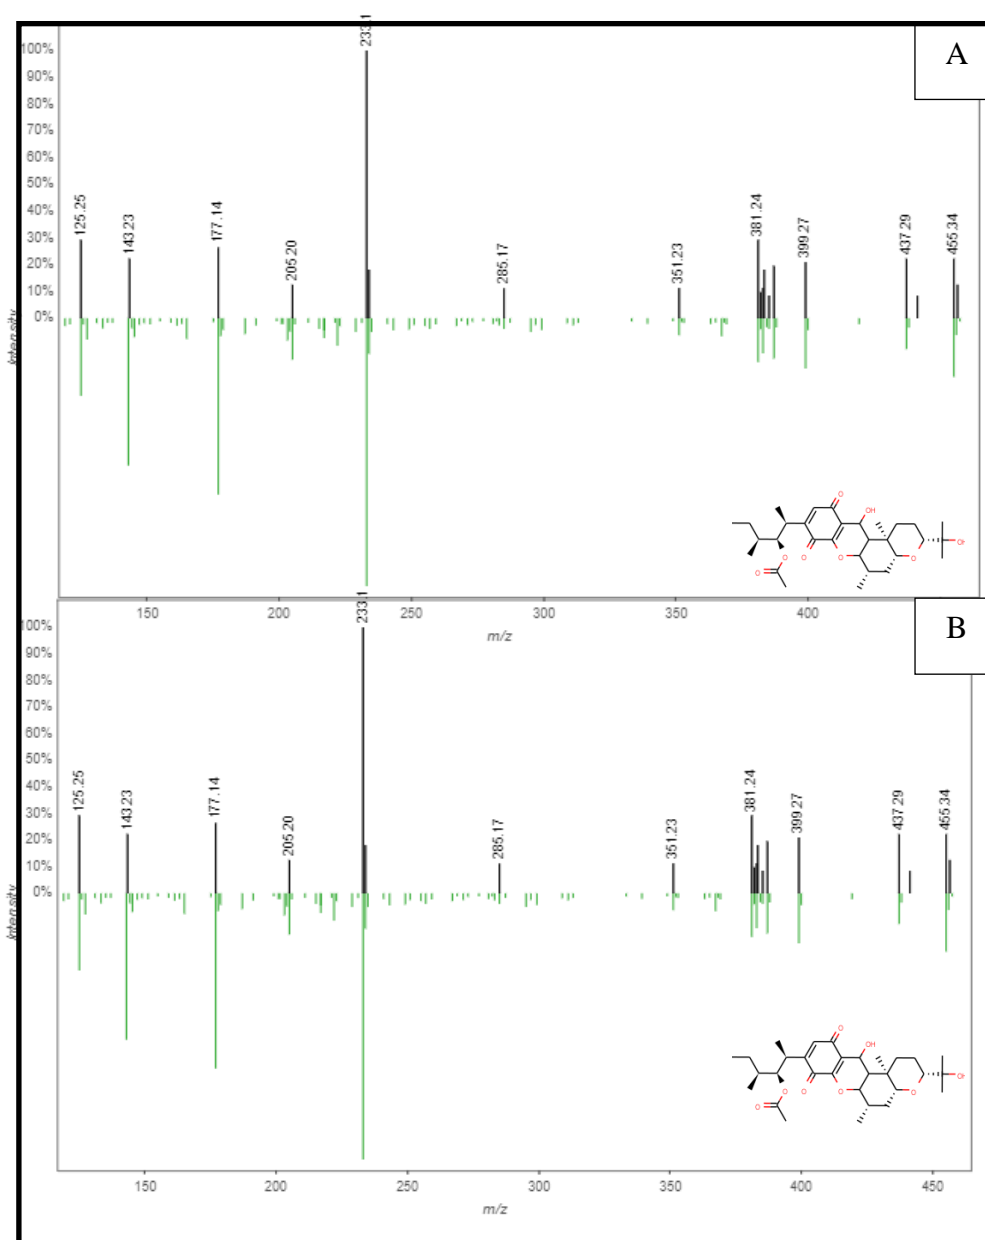 A
233.1
100%
90%
80%
70%
60%
50%
40%
30%
20%
10%
0%
Intensity
125.25
143.23
177.14
205.20
285.17
351.23
381.24
399.27
437.29
455.34
O
OH
O
O
O
O
O
O
OH
150
200
250
300
350
400
m/z
B
233.1
100%
90%
80%
70%
60%
50%
40%
30%
20%
10%
0%
Intensity
125.25
143.23
177.14
205.20
285.17
351.23
381.24
399.27
437.29
455.34
O
OH
O
O
O
O
O
O
OH
150
200
250
300
350
400
450
m/z